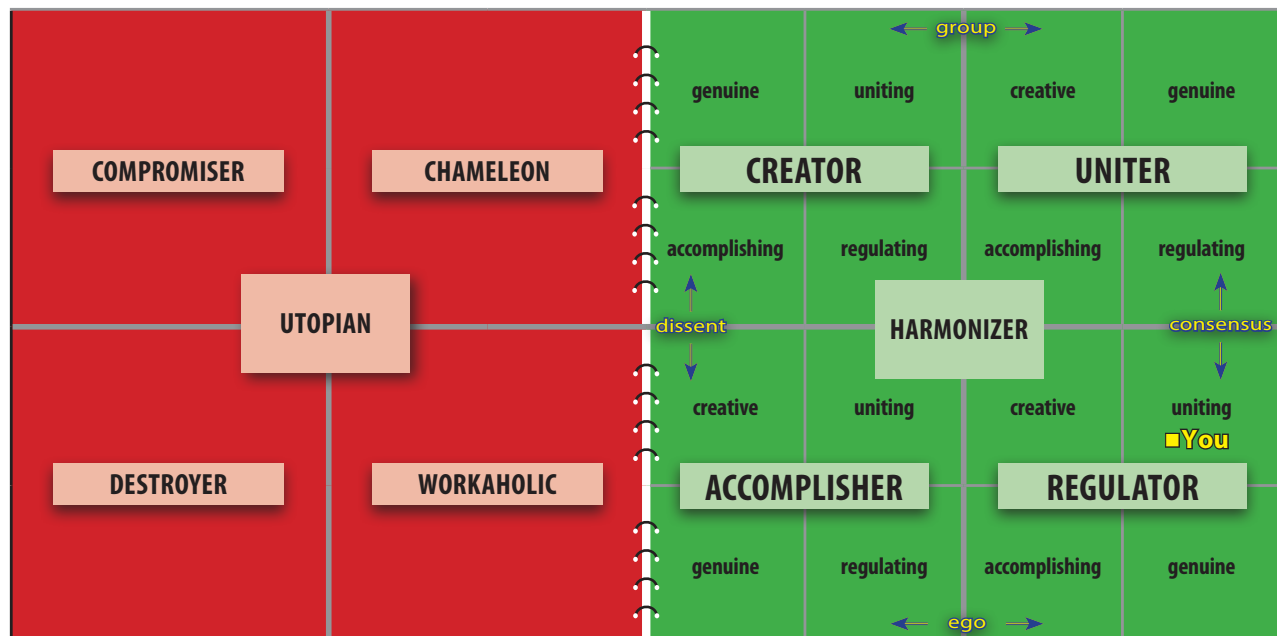 group
genuine uniting creative genuine
COMPROMISER CHAMELEON CREATOR UNITER
accomplishing regulating accomplishing regulating
UTOPIAN dissent HARMONIZER consensus
creative uniting creative uniting
You
DESTROYER WORKAHOLIC ACCOMPLISHER REGULATOR
genuine regulating accomplishing genuine
ego